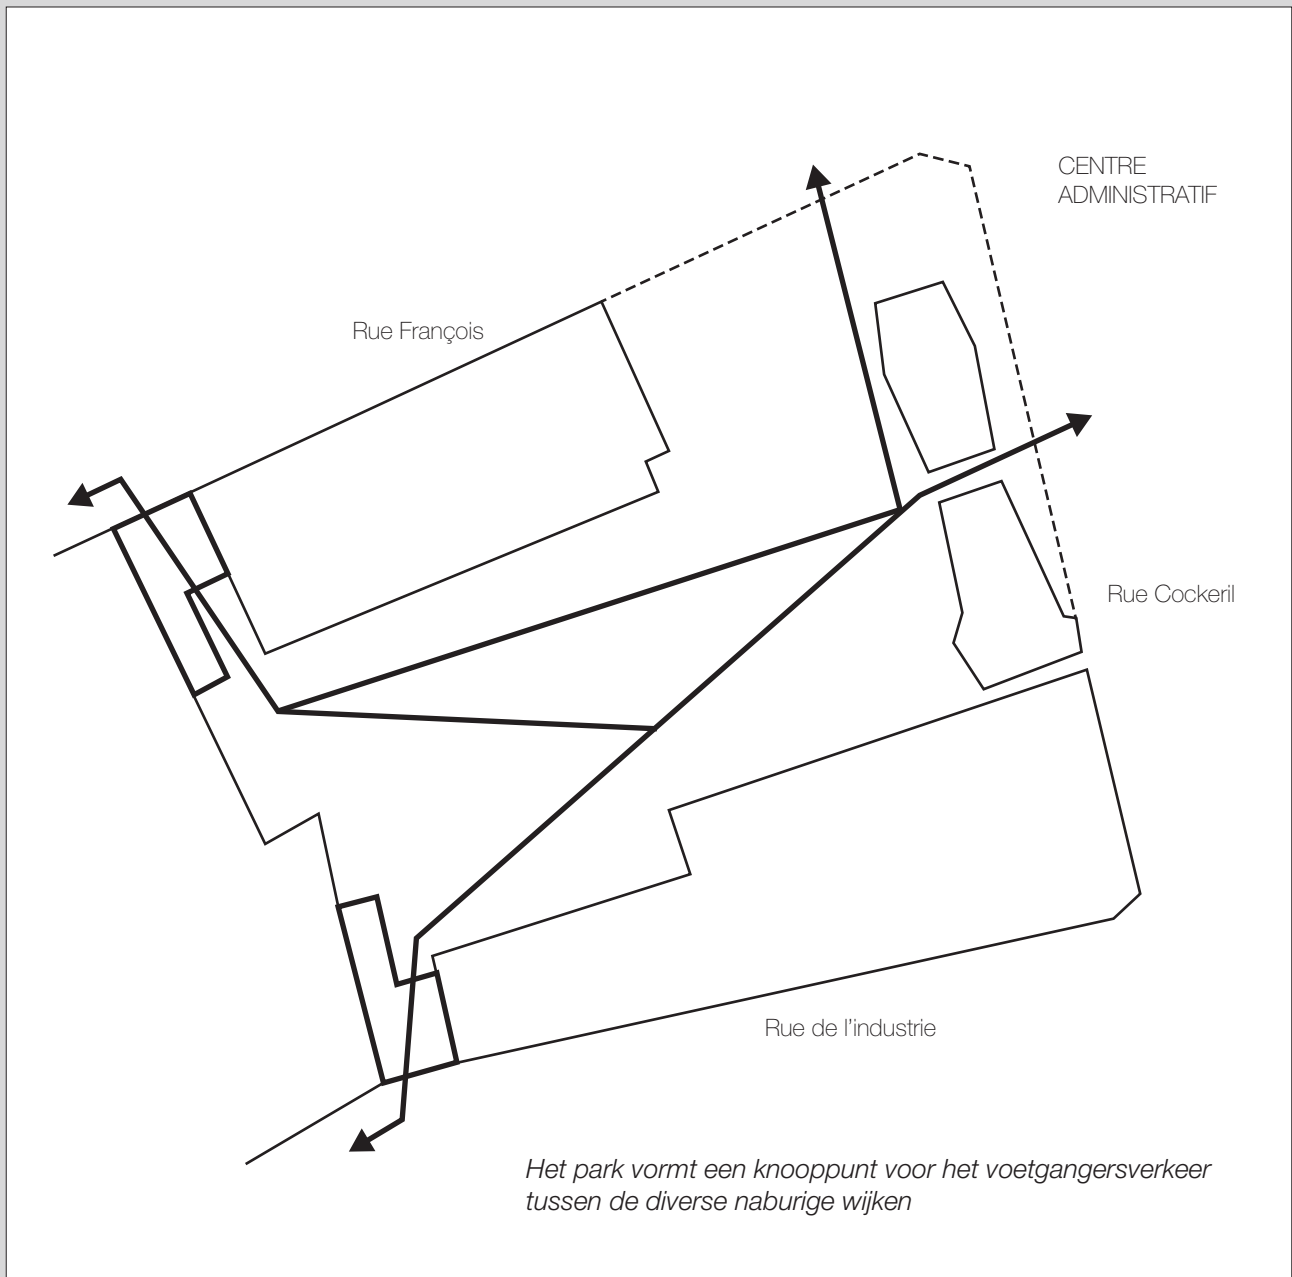 CENTRE
ADMINISTRATIF
Rue François
Rue Cockeril
Rue de l'industrie
Het park vormt een knooppunt voor het voetgangersverkeer
tussen de diverse naburige wijken